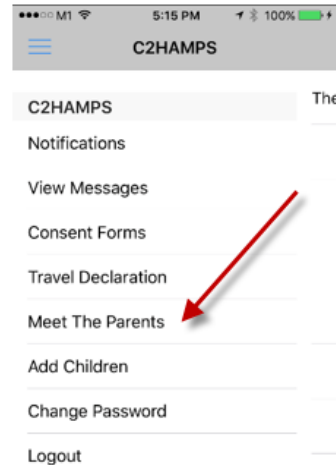 M1 5:15 PM 100%
C2HAMPS
C2HAMPS
The
Notifications
View Messages
Consent Forms
Travel Declaration
Meet The Parents
Add Children
Change Password
Logout